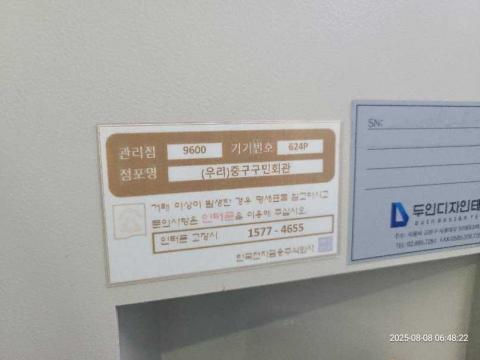 관리점 9600 기기번호 624P
점포명 (우리)중구구민회관
거래 이상이 발생한 경우 명세표를 참고하시고
문의사항은 인터폰을 이용해 주십시오.
인터폰 고장시. 1577 - 4655
한국전자금융주식회사
SN:
두인디자인테
2025-08-08 06:48:22